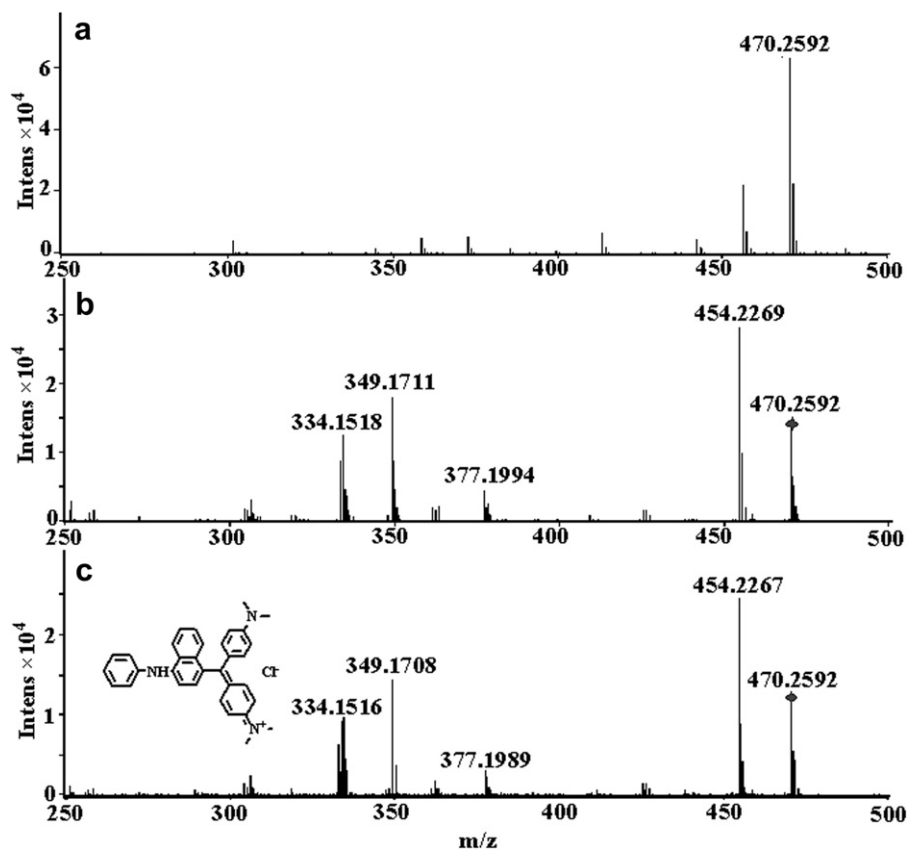 a
470.2592
Intens ×10⁴
6
4
2
0
250 300 350 400 450 500
b
454.2269
349.1711
470.2592
334.1518
377.1994
Intens ×10⁴
3
2
1
0
250 300 350 400 450 500
c
454.2267
N
349.1708
NH
Cl-
470.2592
334.1516
N+
377.1989
Intens ×10⁴
2
1
0
250 300 350 400 450 500
m/z